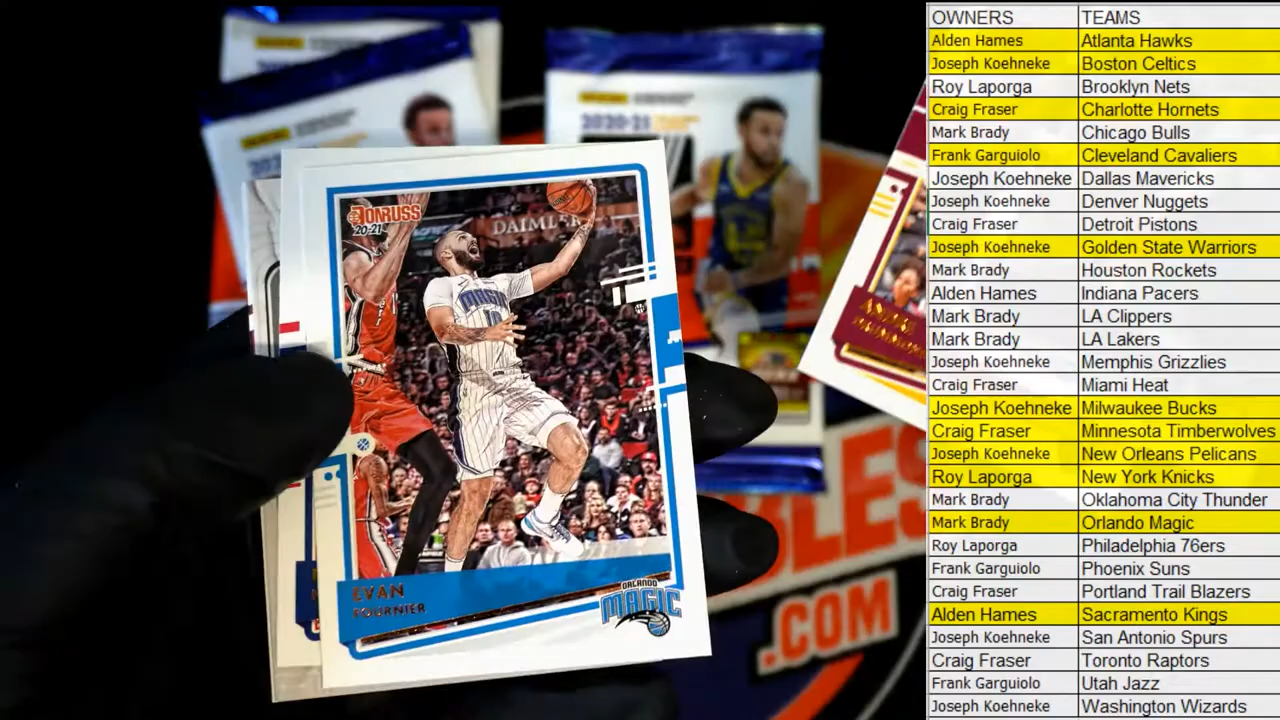 2020-21
DONRUSS
20-21
DAIMLER
MAGIC
EVAN
FOURNIER
ORLANDO
MAGIC
ANDRE
.COM
OWNERS TEAMS
Alden Hames Atlanta Hawks
Joseph Koehneke Boston Celtics
Roy Laporga Brooklyn Nets
Craig Fraser Charlotte Hornets
Mark Brady Chicago Bulls
Frank Garguiolo Cleveland Cavaliers
Joseph Koehneke Dallas Mavericks
Joseph Koehneke Denver Nuggets
Craig Fraser Detroit Pistons
Joseph Koehneke Golden State Warriors
Mark Brady Houston Rockets
Alden Hames Indiana Pacers
Mark Brady LA Clippers
Mark Brady LA Lakers
Joseph Koehneke Memphis Grizzlies
Craig Fraser Miami Heat
Joseph Koehneke Milwaukee Bucks
Craig Fraser Minnesota Timberwolves
Joseph Koehneke New Orleans Pelicans
Roy Laporga New York Knicks
Mark Brady Oklahoma City Thunder
Mark Brady Orlando Magic
Roy Laporga Philadelphia 76ers
Frank Garguiolo Phoenix Suns
Craig Fraser Portland Trail Blazers
Alden Hames Sacramento Kings
Joseph Koehneke San Antonio Spurs
Craig Fraser Toronto Raptors
Frank Garguiolo Utah Jazz
Joseph Koehneke Washington Wizards